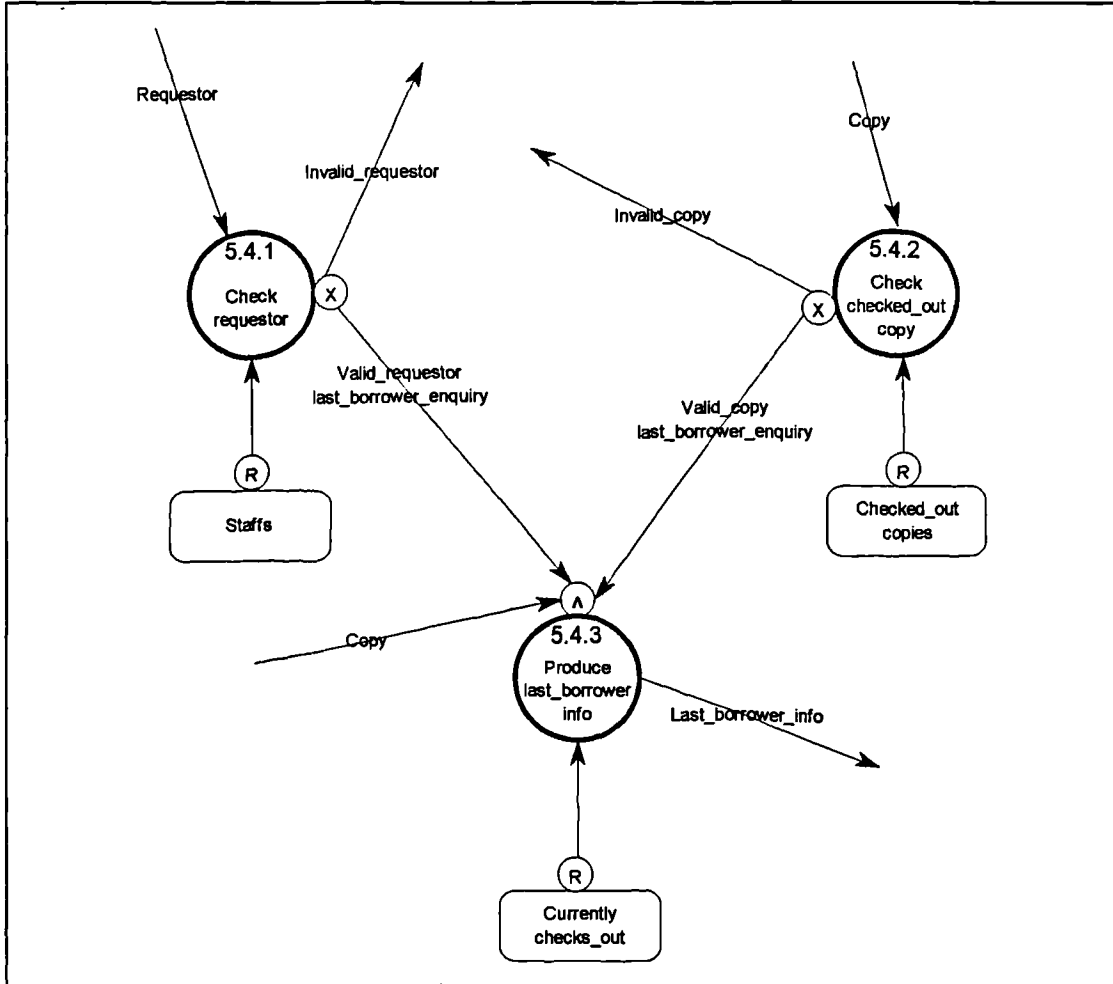 Requestor
Copy
Invalid_requestor
Invalid_copy
5.4.1
Check
requestor
X
5.4.2
Check
checked_out
copy
X
Valid_requestor
last_borrower_enquiry
Valid_copy
last_borrower_enquiry
R
Staffs
R
Checked_out
copies
Copy
∧
5.4.3
Produce
last_borrower
info
Last_borrower_info
R
Currently
checks_out